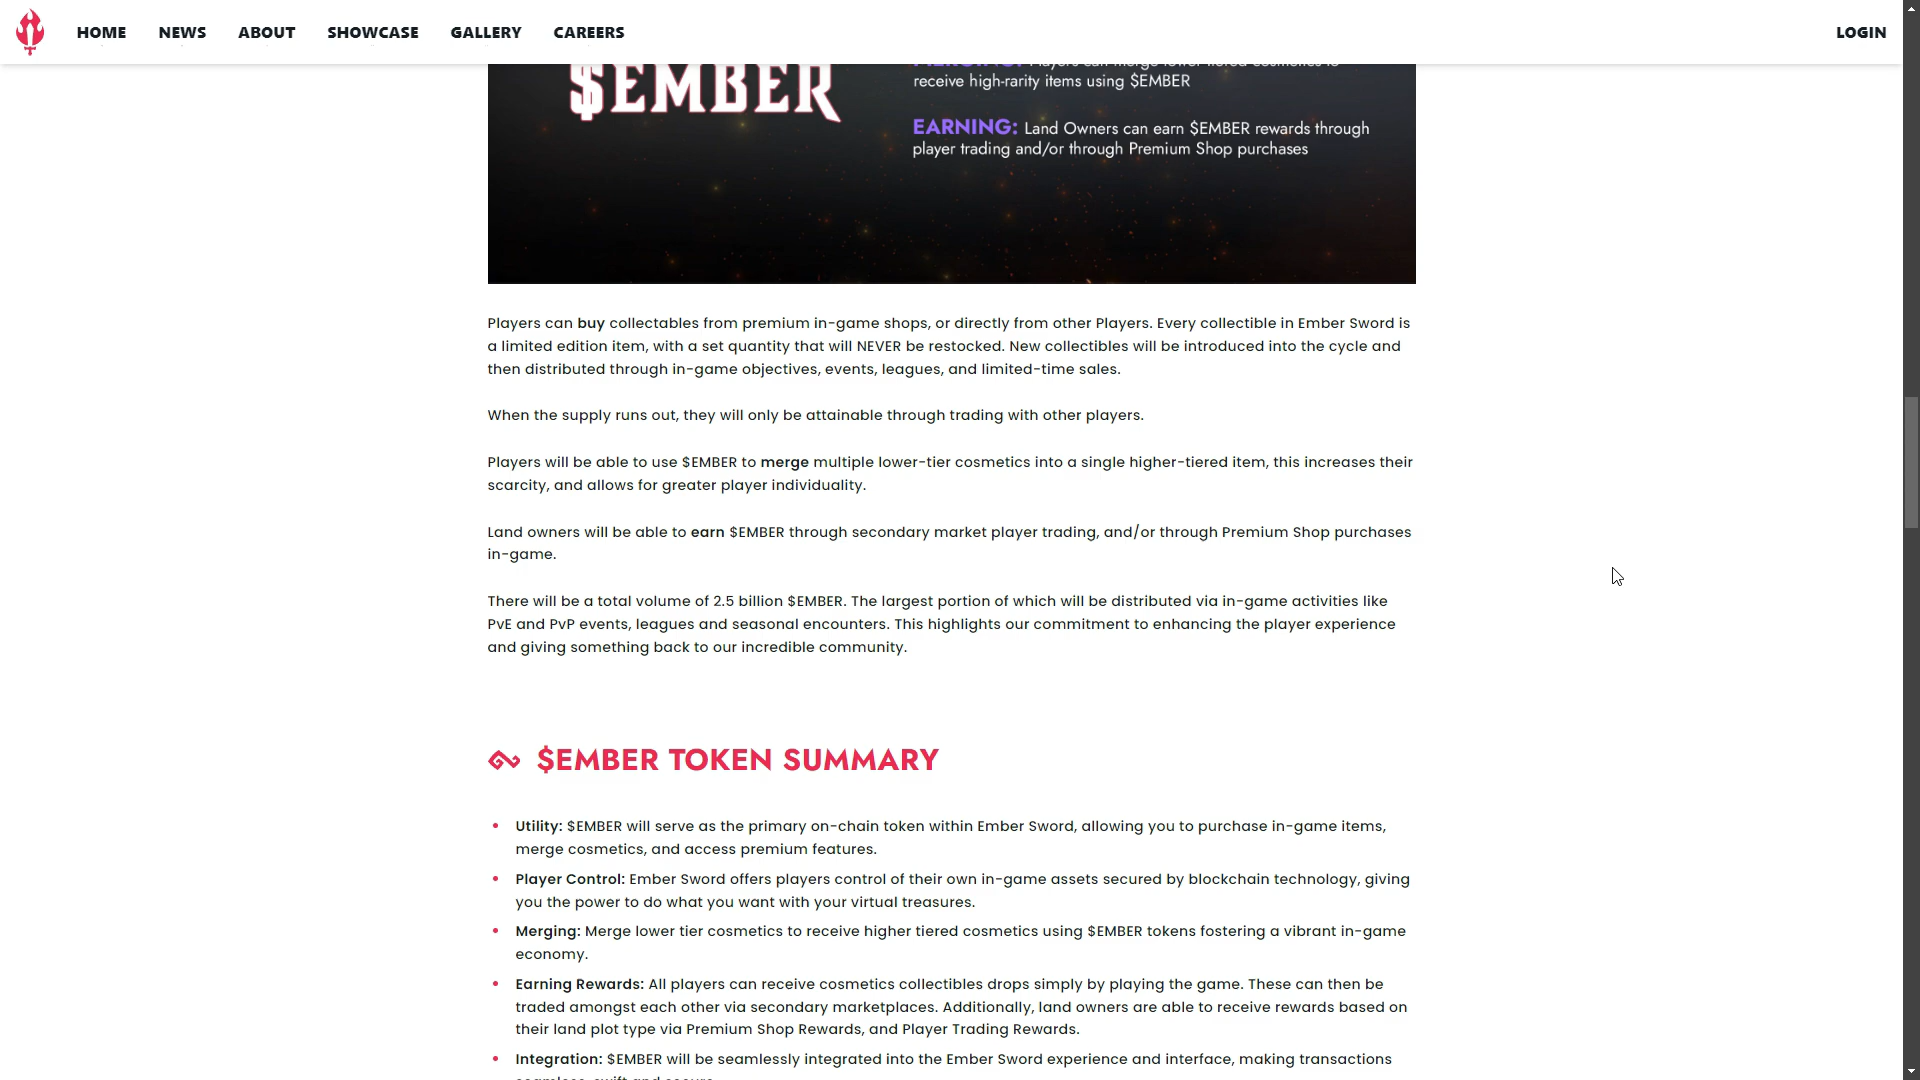 HOME NEWS ABOUT SHOWCASE GALLERY CAREERS LOGIN
$EMBER
MERGING: Players can merge lower tiered cosmetics to
receive high-rarity items using $EMBER
EARNING: Land Owners can earn $EMBER rewards through
player trading and/or through Premium Shop purchases
Players can buy collectables from premium in-game shops, or directly from other Players. Every collectible in Ember Sword is
a limited edition item, with a set quantity that will NEVER be restocked. New collectibles will be introduced into the cycle and
then distributed through in-game objectives, events, leagues, and limited-time sales.
When the supply runs out, they will only be attainable through trading with other players.
Players will be able to use $EMBER to merge multiple lower-tier cosmetics into a single higher-tiered item, this increases their
scarcity, and allows for greater player individuality.
Land owners will be able to earn $EMBER through secondary market player trading, and/or through Premium Shop purchases
in-game.
There will be a total volume of 2.5 billion $EMBER. The largest portion of which will be distributed via in-game activities like
PvE and PvP events, leagues and seasonal encounters. This highlights our commitment to enhancing the player experience
and giving something back to our incredible community.
$EMBER TOKEN SUMMARY
• Utility: $EMBER will serve as the primary on-chain token within Ember Sword, allowing you to purchase in-game items,
merge cosmetics, and access premium features.
• Player Control: Ember Sword offers players control of their own in-game assets secured by blockchain technology, giving
you the power to do what you want with your virtual treasures.
• Merging: Merge lower tier cosmetics to receive higher tiered cosmetics using $EMBER tokens fostering a vibrant in-game
economy.
• Earning Rewards: All players can receive cosmetics collectibles drops simply by playing the game. These can then be
traded amongst each other via secondary marketplaces. Additionally, land owners are able to receive rewards based on
their land plot type via Premium Shop Rewards, and Player Trading Rewards.
• Integration: $EMBER will be seamlessly integrated into the Ember Sword experience and interface, making transactions
seamless, swift and secure.